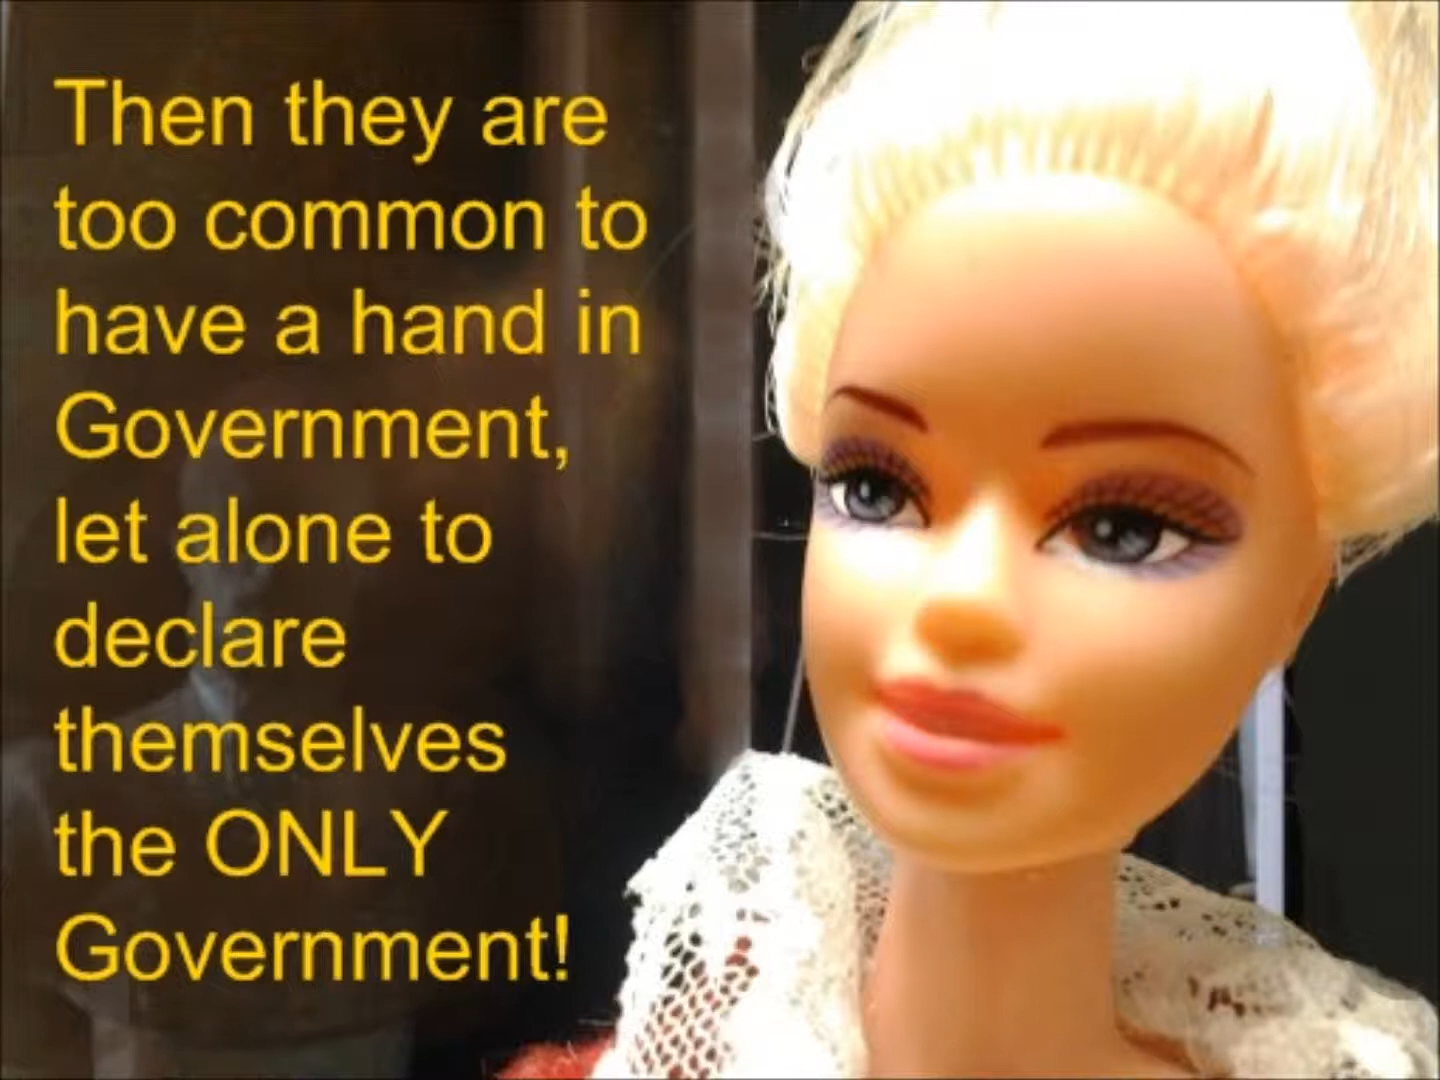 Then they are
too common to
have a hand in
Government,
let alone to
declare
themselves
the ONLY
Government!